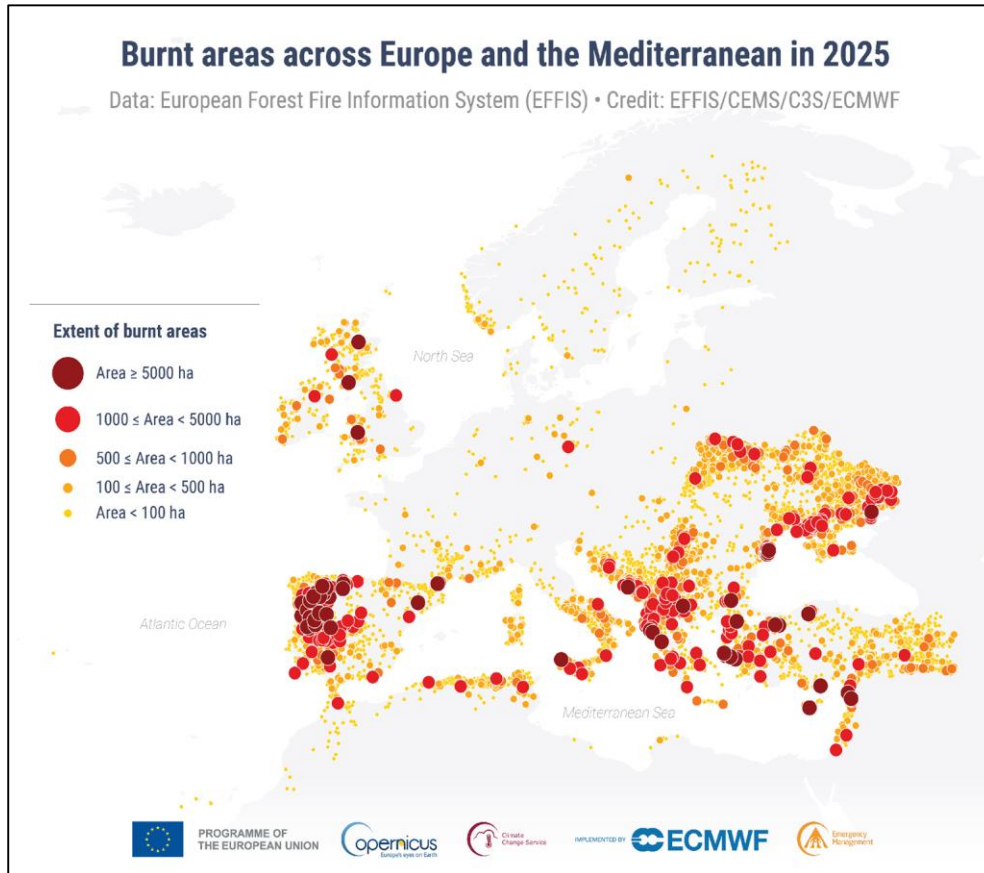 Burnt areas across Europe and the Mediterranean in 2025
Data: European Forest Fire Information System (EFFIS) • Credit: EFFIS/CEMS/C3S/ECMWF
Extent of burnt areas
Area ≥ 5000 ha
1000 ≤ Area < 5000 ha
500 ≤ Area < 1000 ha
100 ≤ Area < 500 ha
Area < 100 ha
North Sea
Atlantic Ocean
Mediterranean Sea
PROGRAMME OF
THE EUROPEAN UNION
Copernicus
Europe's eyes on Earth
Climate
Change Service
IMPLEMENTED BY
ECMWF
Emergency
Management